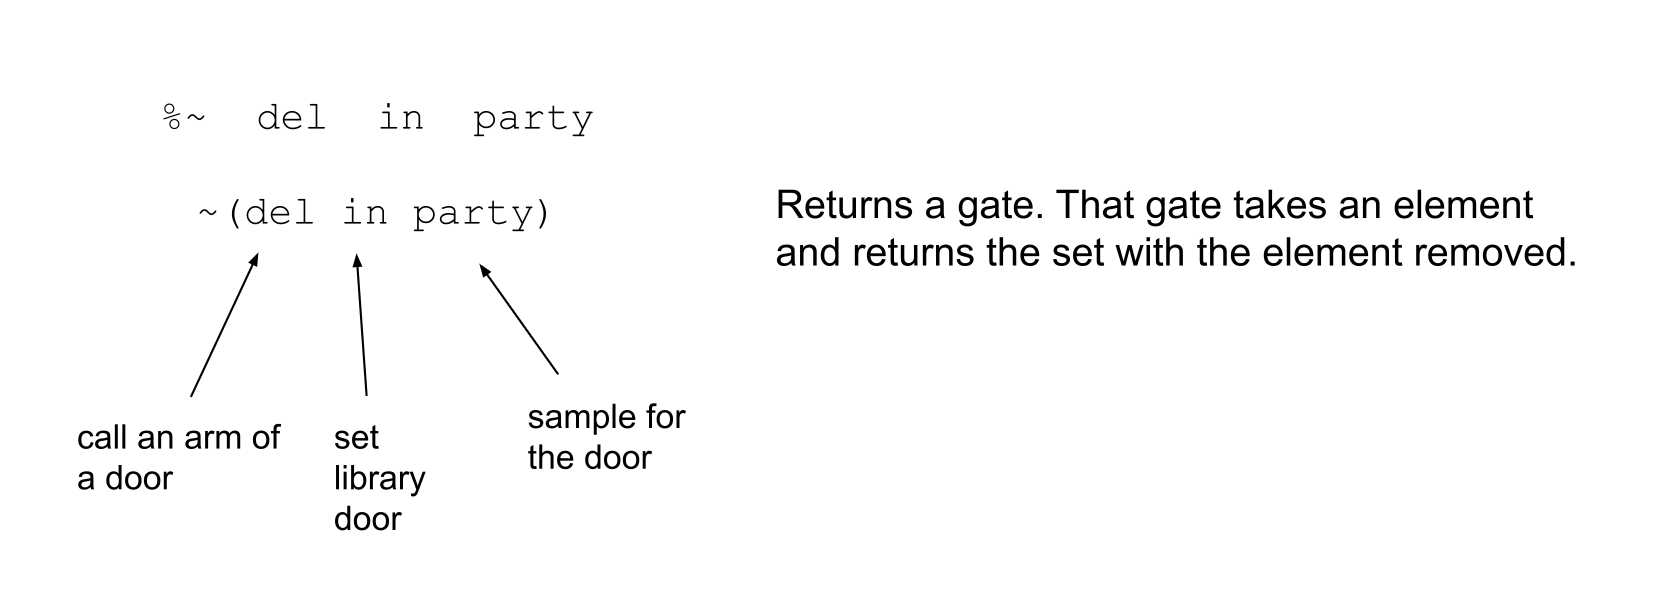 %~  del  in  party
~(del in party)
Returns a gate. That gate takes an element
and returns the set with the element removed.
call an arm of
a door
set
library
door
sample for
the door